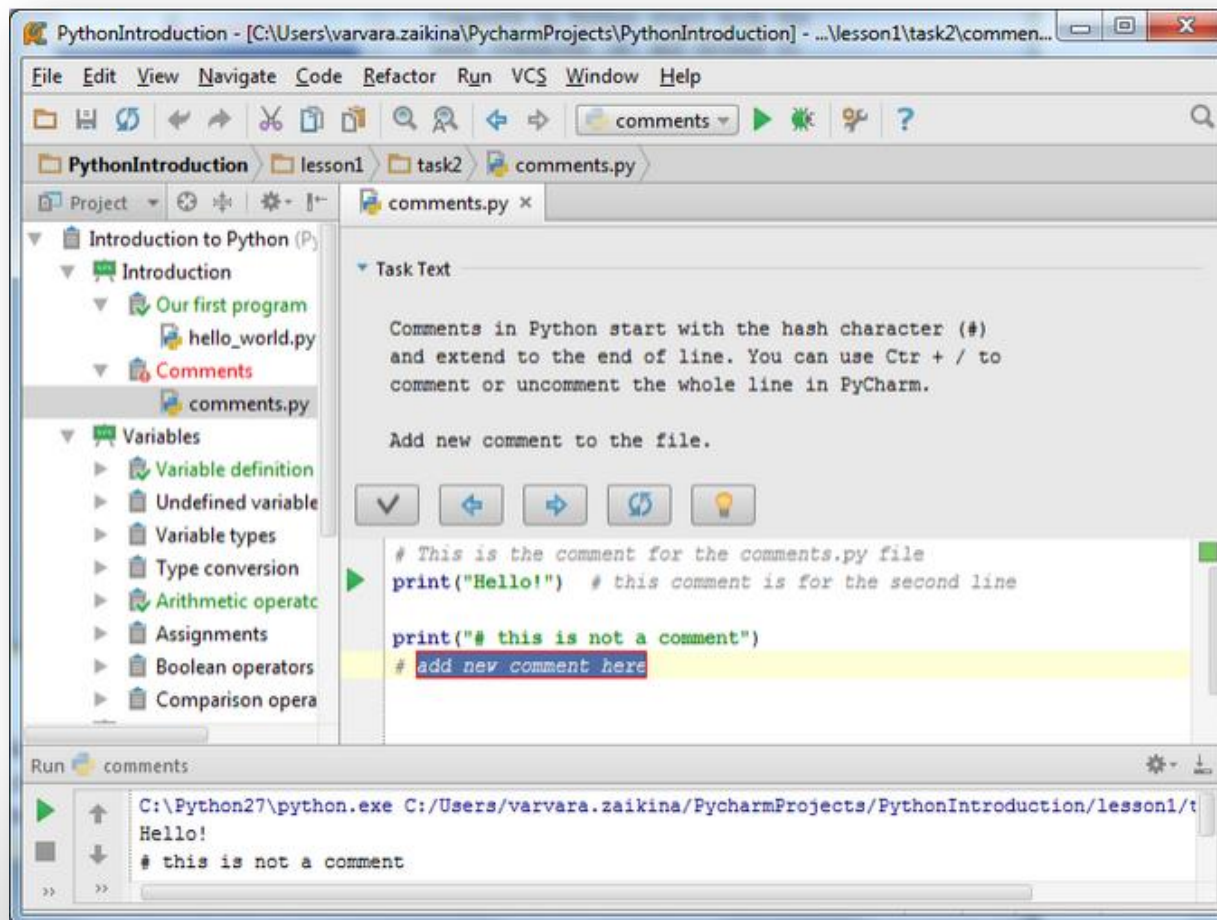 PythonIntroduction - [C:\Users\varvara.zaikina\PycharmProjects\PythonIntroduction] - ...\lesson1\task2\commen...
File Edit View Navigate Code Refactor Run VCS Window Help
comments
PythonIntroduction lesson1 task2 comments.py
Project
comments.py
Introduction to Python (Py
Introduction
Our first program
hello_world.py
Comments
comments.py
Variables
Variable definition
Undefined variable
Variable types
Type conversion
Arithmetic operatc
Assignments
Boolean operators
Comparison opera
Task Text
Comments in Python start with the hash character (#)
and extend to the end of line. You can use Ctr + / to
comment or uncomment the whole line in PyCharm.
Add new comment to the file.
# This is the comment for the comments.py file
print("Hello!")  # this comment is for the second line
print("# this is not a comment")
# add new comment here
Run comments
C:\Python27\python.exe C:/Users/varvara.zaikina/PycharmProjects/PythonIntroduction/lesson1/t
Hello!
# this is not a comment